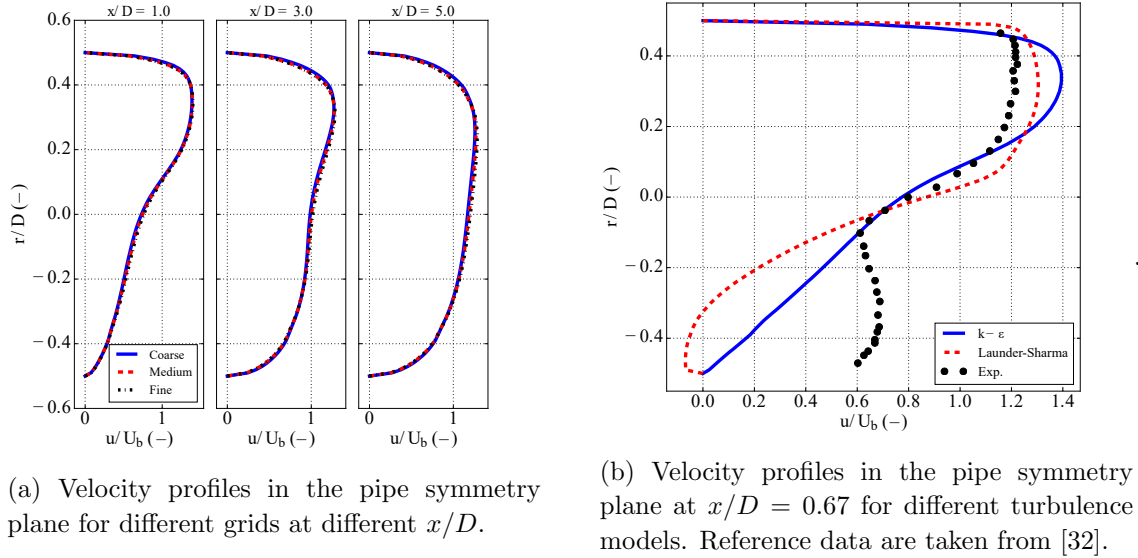 x/D = 1.0
x/D = 3.0
x/D = 5.0
0.6
0.4
0.2
0.0
−0.2
−0.4
−0.6
r/D (−)
Coarse
Medium
Fine
0 1
0 1
0 1
u/U_b (−)
u/U_b (−)
u/U_b (−)
(a) Velocity profiles in the pipe symmetry
plane for different grids at different x/D.
0.4
0.2
0.0
−0.2
−0.4
r/D (−)
k − ε
Launder-Sharma
Exp.
0.0 0.2 0.4 0.6 0.8 1.0 1.2 1.4
u/U_b (−)
(b) Velocity profiles in the pipe symmetry
plane at x/D = 0.67 for different turbulence
models. Reference data are taken from [32].
.